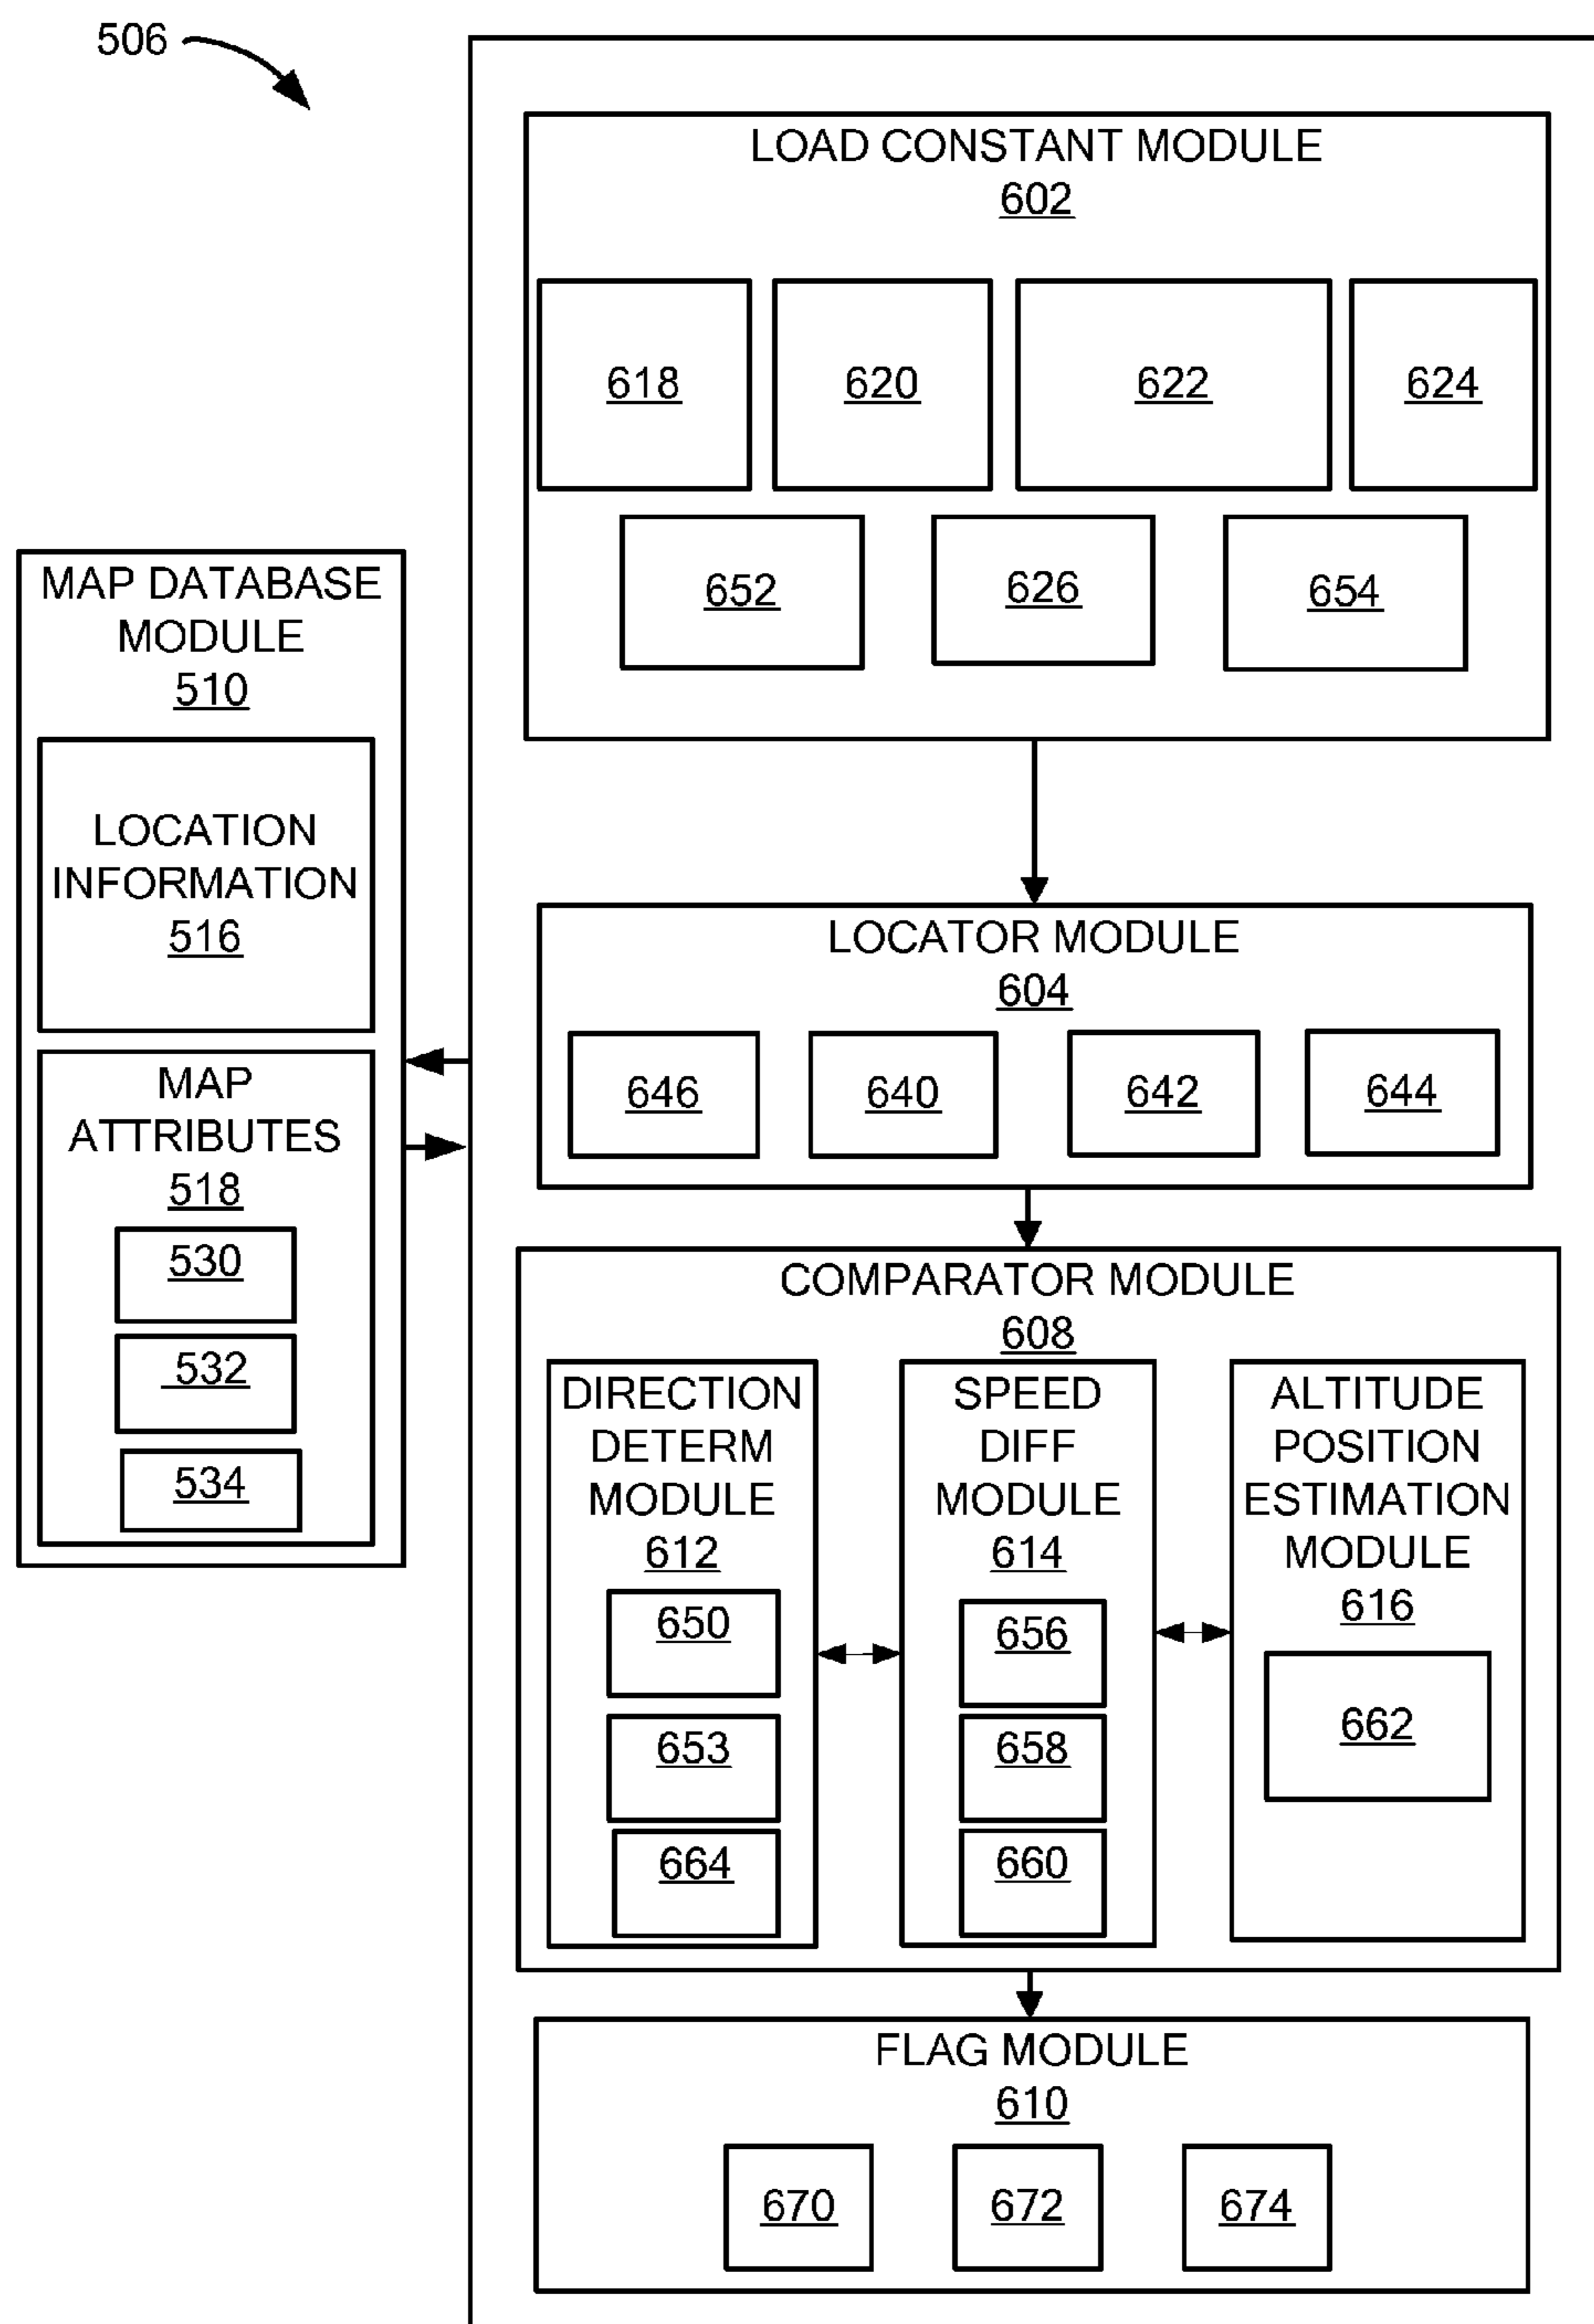 506
LOAD CONSTANT MODULE
602
618 620 622 624
652 626 654
MAP DATABASE
MODULE
510
LOCATION
INFORMATION
516
MAP
ATTRIBUTES
518
530
532
534
LOCATOR MODULE
604
646 640 642 644
COMPARATOR MODULE
608
DIRECTION
DETERM
MODULE
612
650
653
664
SPEED
DIFF
MODULE
614
656
658
660
ALTITUDE
POSITION
ESTIMATION
MODULE
616
662
FLAG MODULE
610
670 672 674